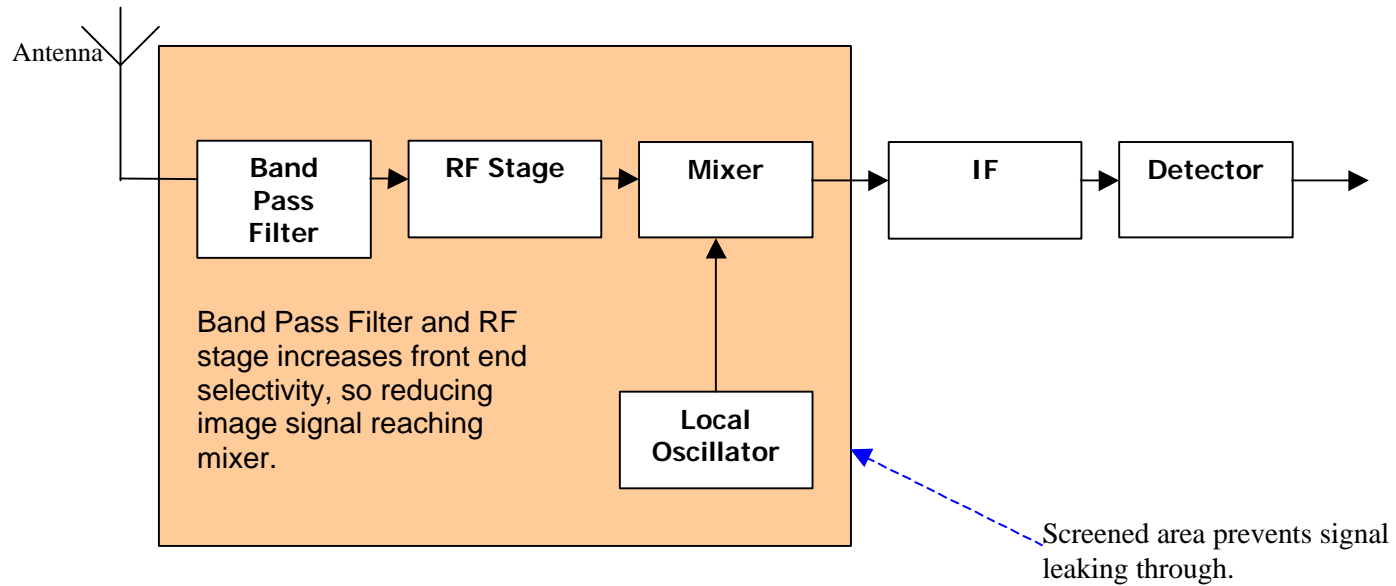 Antenna
Band
Pass
Filter
RF Stage
Mixer
IF
Detector
Band Pass Filter and RF
stage increases front end
selectivity, so reducing
image signal reaching
mixer.
Local
Oscillator
Screened area prevents signal
leaking through.